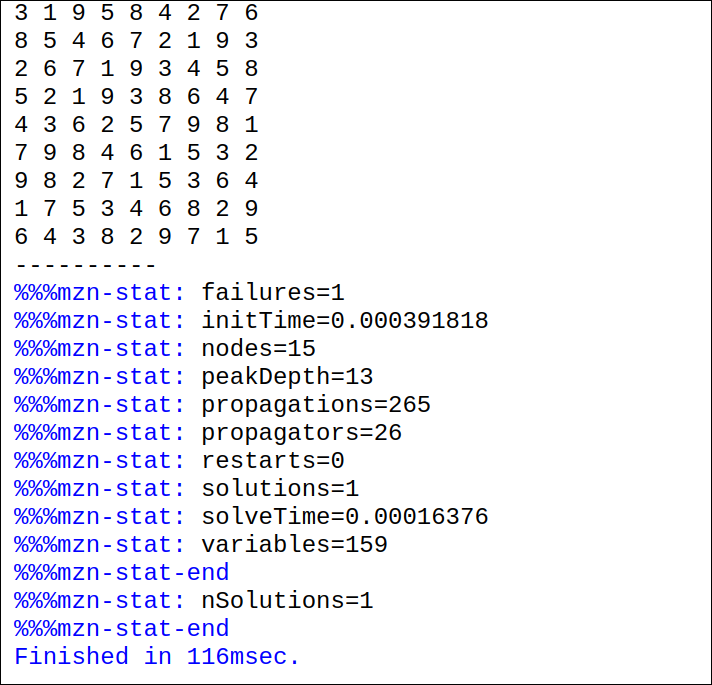 3 1 9 5 8 4 2 7 6
8 5 4 6 7 2 1 9 3
2 6 7 1 9 3 4 5 8
5 2 1 9 3 8 6 4 7
4 3 6 2 5 7 9 8 1
7 9 8 4 6 1 5 3 2
9 8 2 7 1 5 3 6 4
1 7 5 3 4 6 8 2 9
6 4 3 8 2 9 7 1 5
----------
%%%mzn-stat: failures=1
%%%mzn-stat: initTime=0.000391818
%%%mzn-stat: nodes=15
%%%mzn-stat: peakDepth=13
%%%mzn-stat: propagations=265
%%%mzn-stat: propagators=26
%%%mzn-stat: restarts=0
%%%mzn-stat: solutions=1
%%%mzn-stat: solveTime=0.00016376
%%%mzn-stat: variables=159
%%%mzn-stat-end
%%%mzn-stat: nSolutions=1
%%%mzn-stat-end
Finished in 116msec.